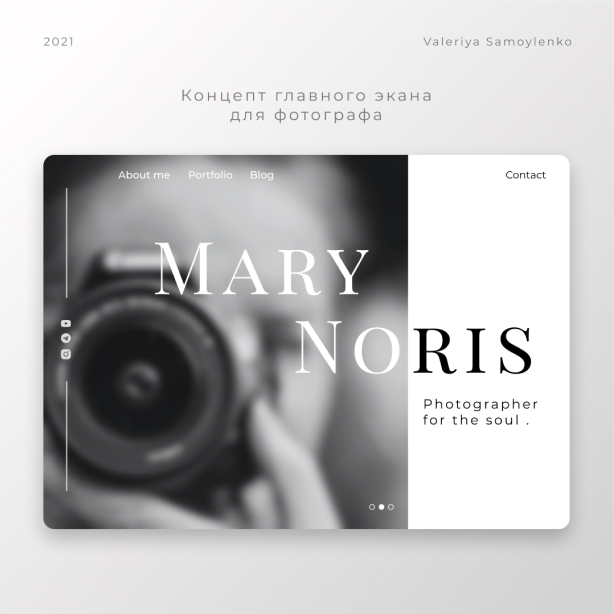 2021
Valeriya Samoylenko
Концепт главного экана
для фотографа
About me
Portfolio
Blog
Contact
MARY
NORIS
Photographer
for the soul .